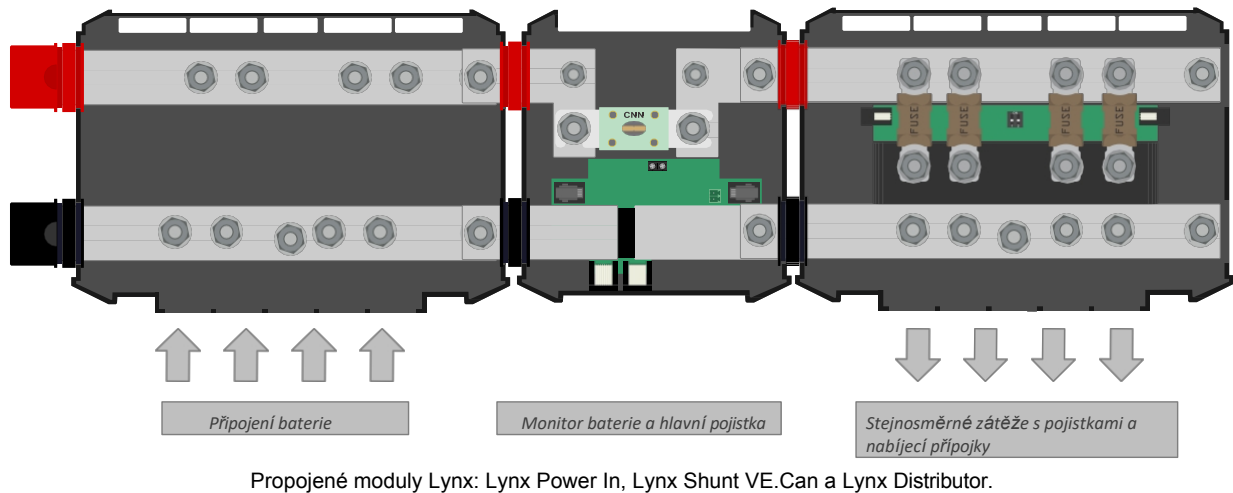 CNN
FUSE FUSE FUSE FUSE
B
Připojení baterie
Monitor baterie a hlavní pojistka
Stejnosměrné zátěže s pojistkami a
nabíjecí přípojky
Propojené moduly Lynx: Lynx Power In, Lynx Shunt VE.Can a Lynx Distributor.